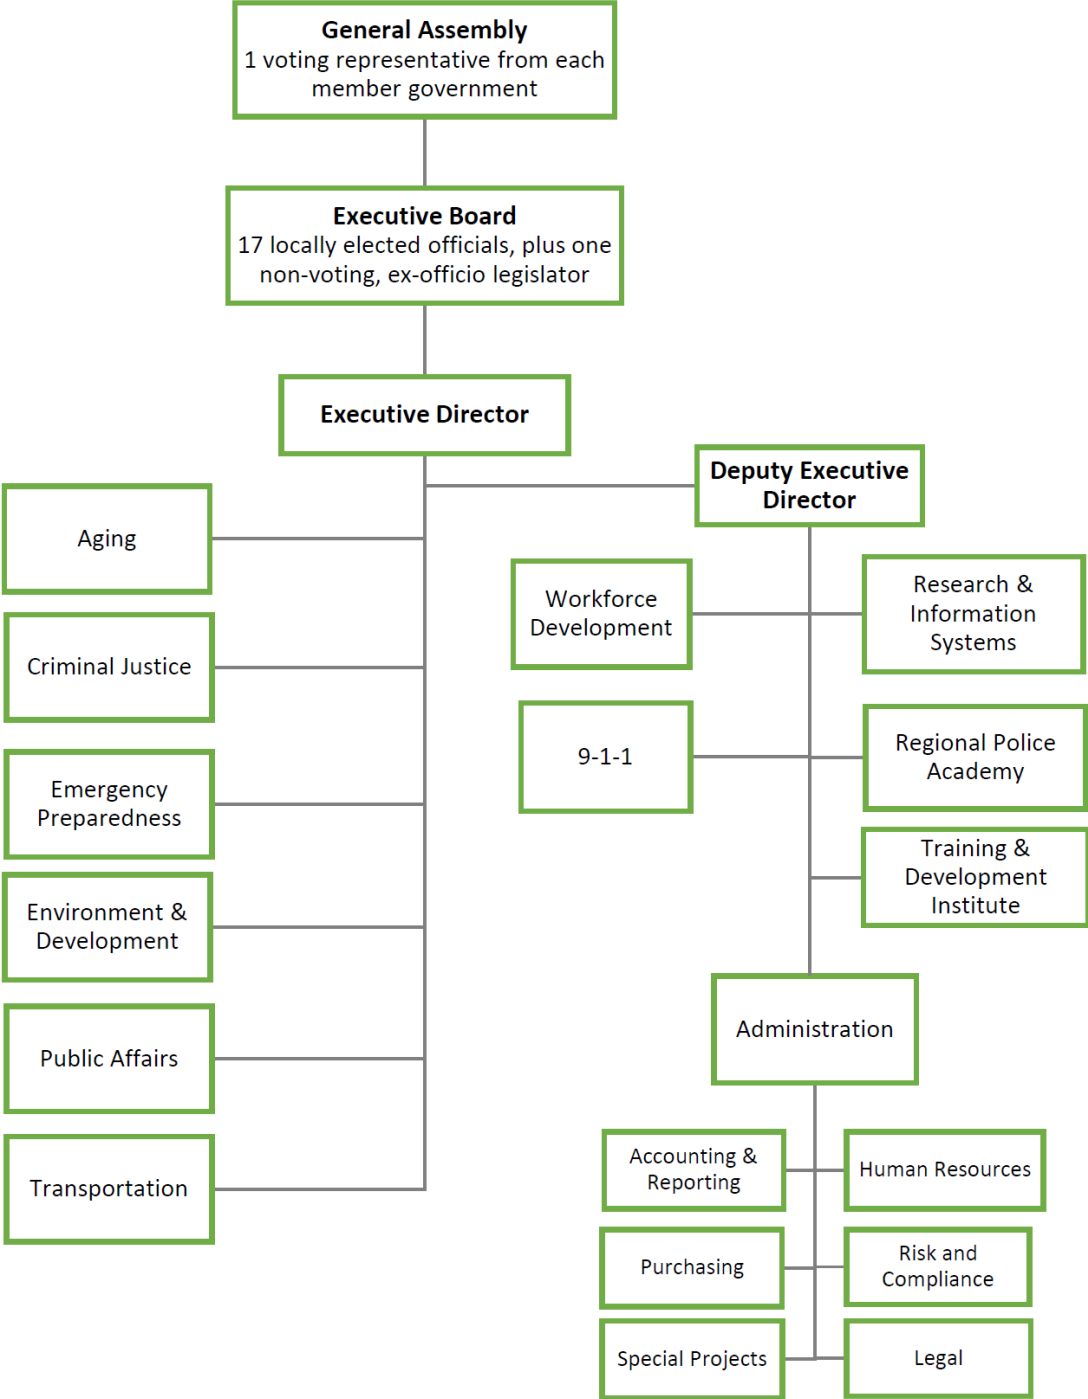 General Assembly
1 voting representative from each
member government
Executive Board
17 locally elected officials, plus one
non-voting, ex-officio legislator
Executive Director
Deputy Executive
Director
Aging
Criminal Justice
Emergency
Preparedness
Environment &
Development
Public Affairs
Transportation
Workforce
Development
Research &
Information
Systems
9-1-1
Regional Police
Academy
Training &
Development
Institute
Administration
Accounting &
Reporting
Human Resources
Purchasing
Risk and
Compliance
Special Projects
Legal